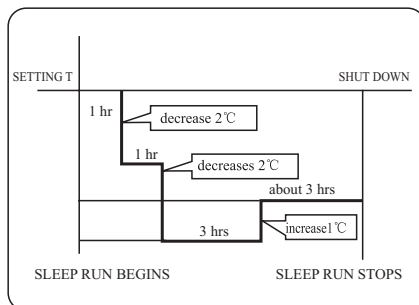 SETTING T SHUT DOWN
1 hr
decrease 2℃
1 hr
decreases 2℃
about 3 hrs
3 hrs
increase1℃
SLEEP RUN BEGINS SLEEP RUN STOPS